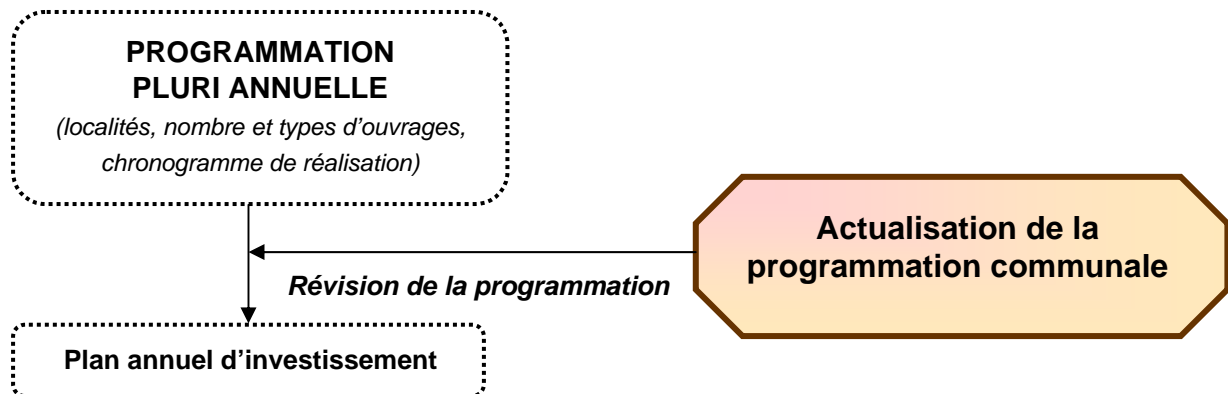 PROGRAMMATION
PLURI ANNUELLE
(localités, nombre et types d’ouvrages,
chronogramme de réalisation)
Actualisation de la
programmation communale
Révision de la programmation
Plan annuel d’investissement